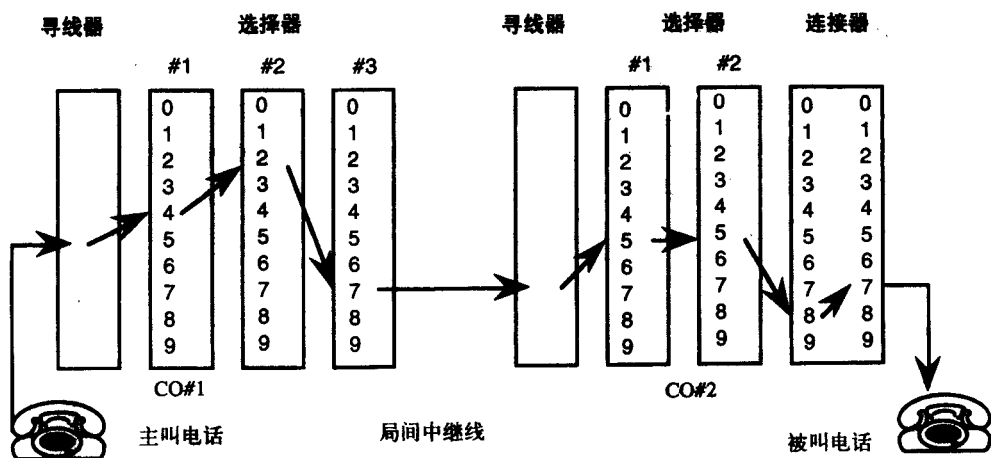 寻线器 选择器 寻线器 选择器 连接器
#1 #2 #3 #1 #2
0 0 0 0 0 0 0
1 1 1 1 1 1 1
2 2 2 2 2 2 2
3 3 3 3 3 3 3
4 4 4 4 4 4 4
5 5 5 5 5 5 5
6 6 6 6 6 6 6
7 7 7 7 7 7 7
8 8 8 8 8 8 8
9 9 9 9 9 9 9
CO#1 CO#2
主叫电话 局间中继线 被叫电话